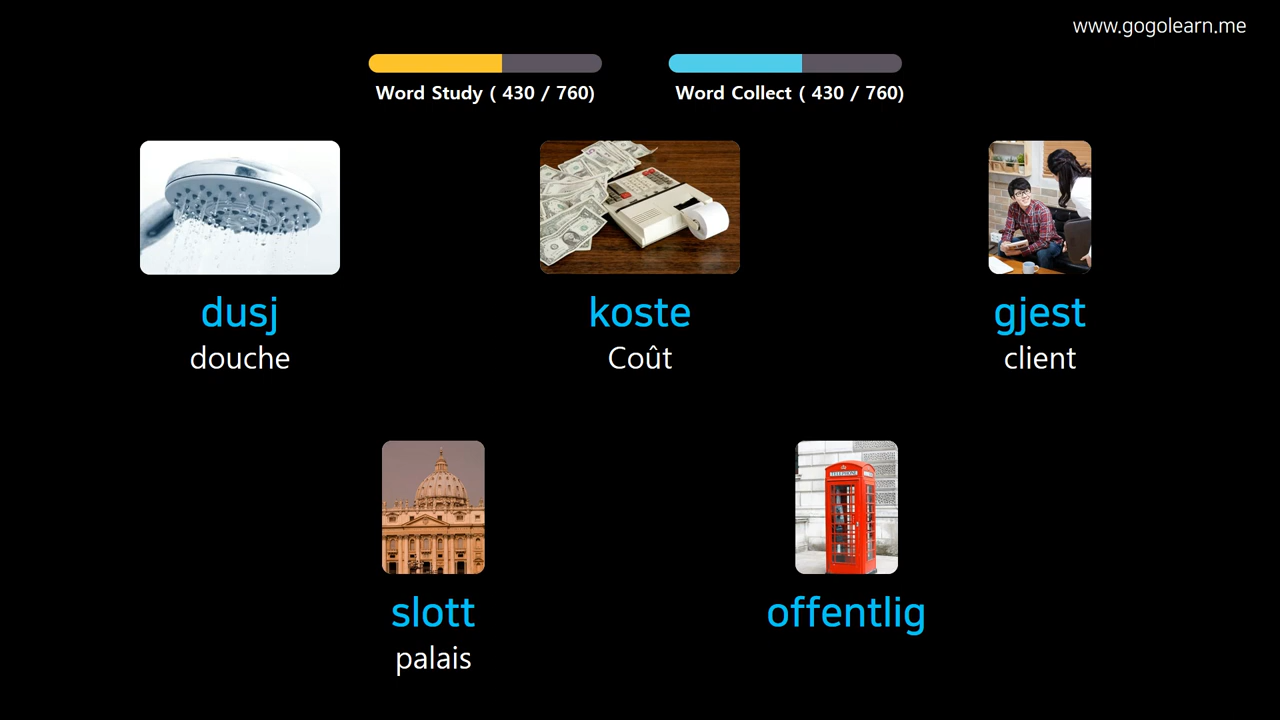 www.gogolearn.me
Word Study ( 430 / 760)
Word Collect ( 430 / 760)
dusj
douche
koste
Coût
gjest
client
TELEPHONE
slott
palais
offentlig